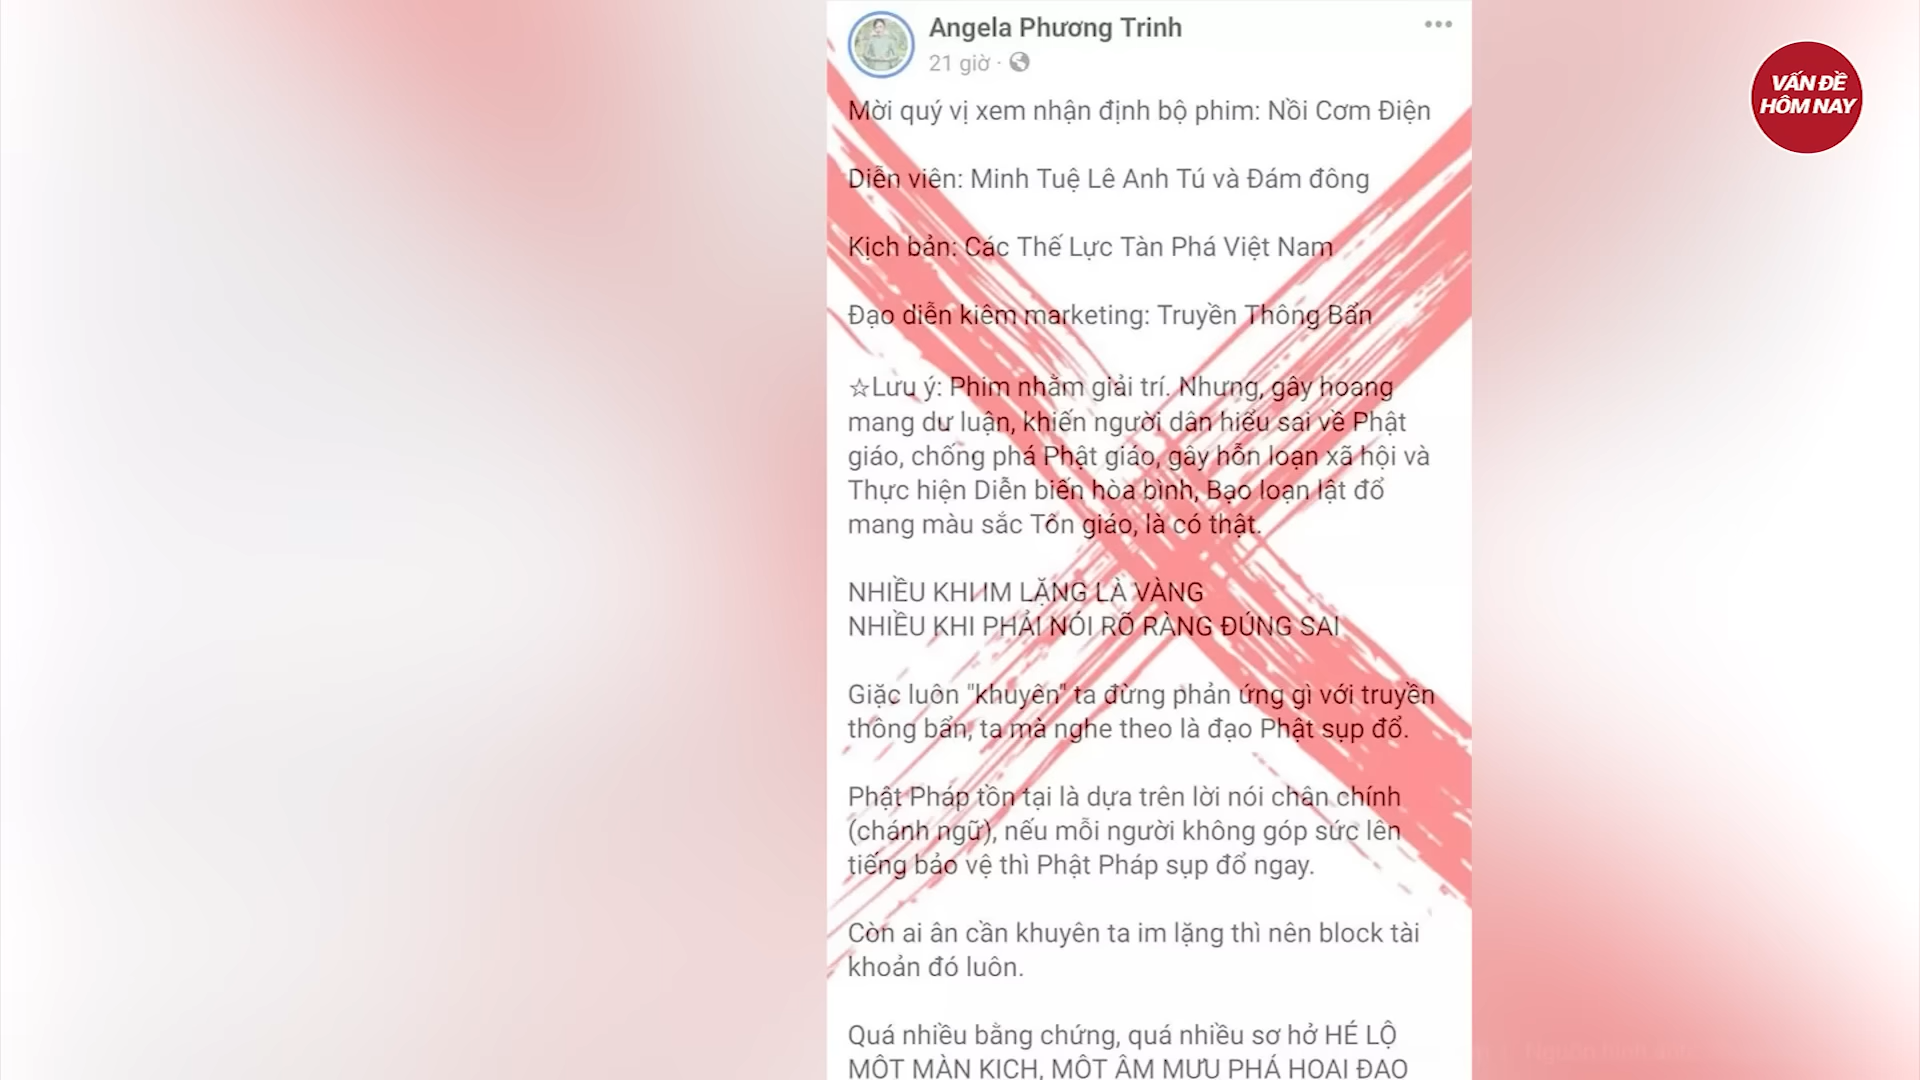 Angela Phương Trinh
21 giờ ·
VẤN ĐỀ
HÔM NAY
Mời quý vị xem nhận định bộ phim: Nồi Cơm Điện
Diễn viên: Minh Tuệ Lê Anh Tú và Đám đông
Kịch bản: Các Thế Lực Tàn Phá Việt Nam
Đạo diễn kiêm marketing: Truyền Thông Bẩn
☆Lưu ý: Phim nhằm giải trí. Nhưng, gây hoang
mang dư luận, khiến người dân hiểu sai về Phật
giáo, chống phá Phật giáo, gây hỗn loạn xã hội và
Thực hiện Diễn biến hòa bình, Bạo loạn lật đổ
mang màu sắc Tôn giáo, là có thật.
NHIỀU KHI IM LẶNG LÀ VÀNG
NHIỀU KHI PHẢI NÓI RÕ RÀNG ĐÚNG SAI
Giặc luôn "khuyên" ta đừng phản ứng gì với truyền
thông bẩn, ta mà nghe theo là đạo Phật sụp đổ.
Phật Pháp tồn tại là dựa trên lời nói chân chính
(chánh ngữ), nếu mỗi người không góp sức lên
tiếng bảo vệ thì Phật Pháp sụp đổ ngay.
Còn ai ân cần khuyên ta im lặng thì nên block tài
khoản đó luôn.
Quá nhiều bằng chứng, quá nhiều sơ hở HÉ LỘ
MỘT MÀN KỊCH, MỘT ÂM MƯU PHÁ HOẠI ĐẠO